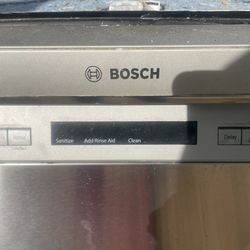 BOSCH
Sanitize Add Rinse Aid Clean
Delay